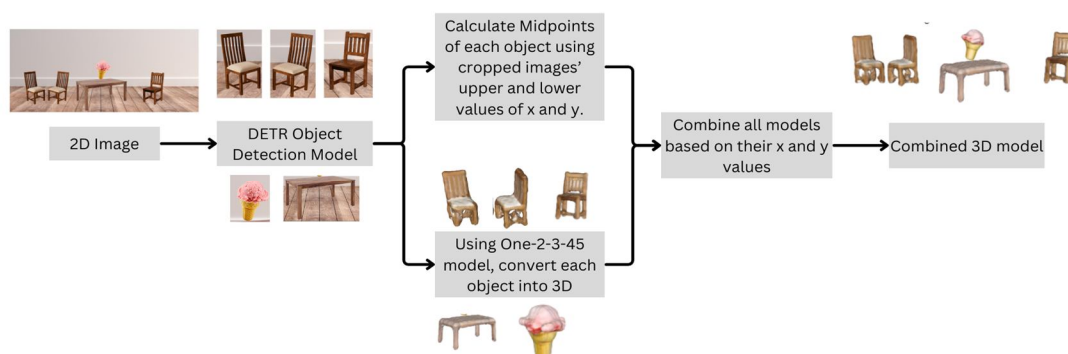 2D Image
DETR Object
Detection Model
Calculate Midpoints
of each object using
cropped images’
upper and lower
values of x and y.
Using One-2-3-45
model, convert each
object into 3D
Combine all models
based on their x and y
values
Combined 3D model